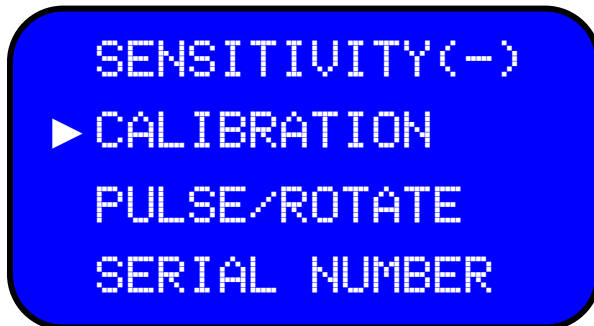 SENSITIVITY(-)
►CALIBRATION
PULSE/ROTATE
SERIAL NUMBER